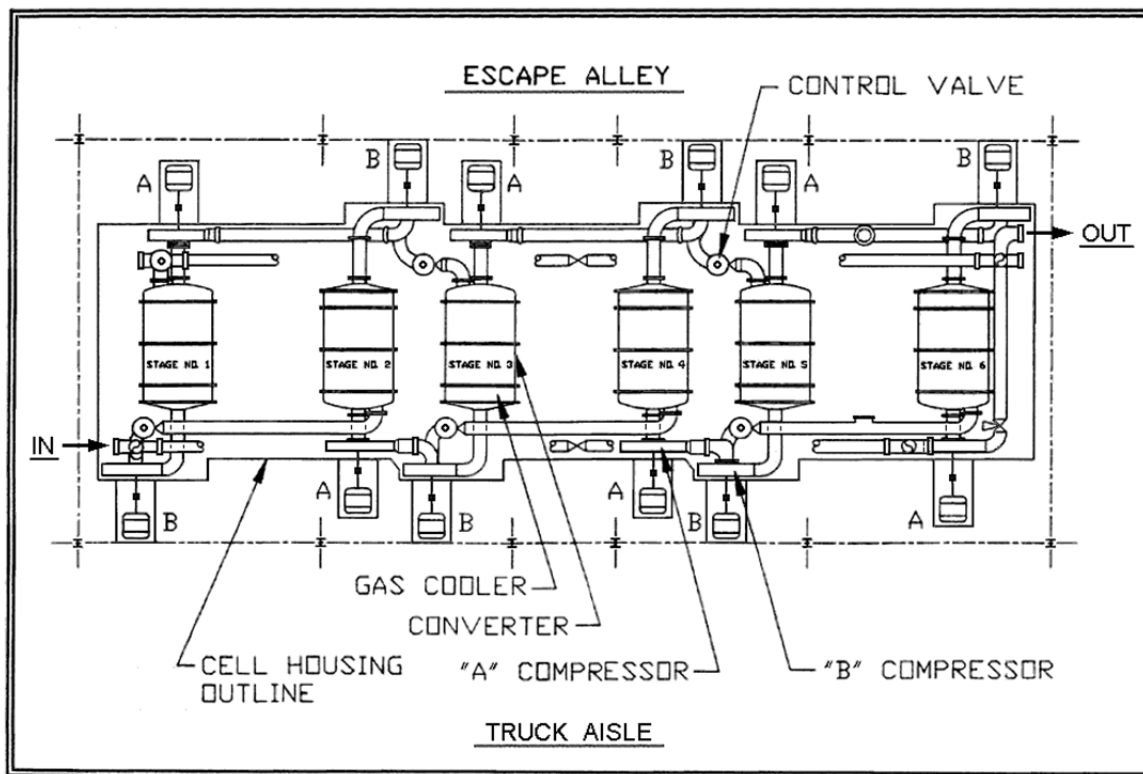 ESCAPE ALLEY
CONTROL VALVE
B
B
B
A
A
A
OUT
STAGE NO. 1
STAGE NO. 2
STAGE NO. 3
STAGE NO. 4
STAGE NO. 5
STAGE NO. 6
IN
A
B
B
A
B
A
GAS COOLER
CONVERTER
CELL HOUSING
OUTLINE
"A" COMPRESSOR
"B" COMPRESSOR
TRUCK AISLE